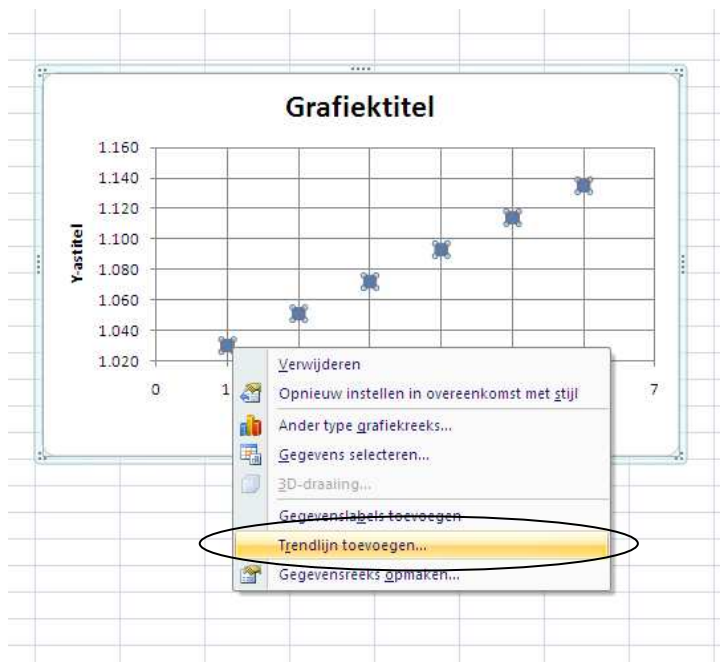 Grafiektitel
1.160
1.140
1.120
1.100
1.080
1.060
1.040
1.020
Y-astitel
0 1 7
Verwijderen
Opnieuw instellen in overeenkomst met stijl
Ander type grafiekreeks...
Gegevens selecteren...
3D-draaiing...
Gegevenslabels toevoegen
Trendlijn toevoegen...
Gegevensreeks opmaken...